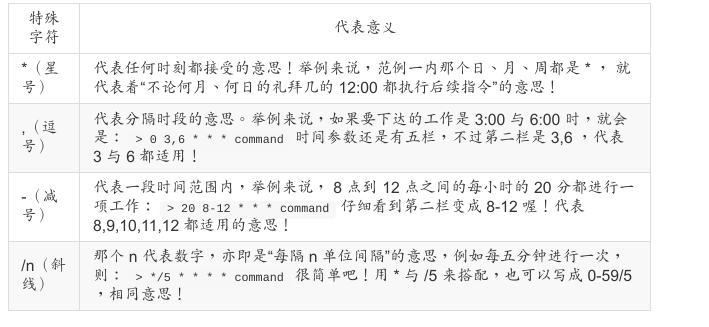 特殊
字符
代表意义
*（星
号）
代表任何时刻都接受的意思！举例来说，范例一内那个日、月、周都是 * ， 就
代表着“不论何月、何日的礼拜几的 12:00 都执行后续指令”的意思！
,（逗
号）
代表分隔时段的意思。举例来说，如果要下达的工作是 3:00 与 6:00 时，就会
是： > 0 3,6 * * * command 时间参数还是有五栏，不过第二栏是 3,6 ，代表
3 与 6 都适用！
-（减
号）
代表一段时间范围内，举例来说， 8 点到 12 点之间的每小时的 20 分都进行一
项工作： > 20 8-12 * * * command 仔细看到第二栏变成 8-12 喔！代表
8,9,10,11,12 都适用的意思！
/n（斜
线）
那个 n 代表数字，亦即是“每隔 n 单位间隔”的意思，例如每五分钟进行一次，
则： > */5 * * * * command 很简单吧！用 * 与 /5 来搭配，也可以写成 0-59/5
，相同意思！